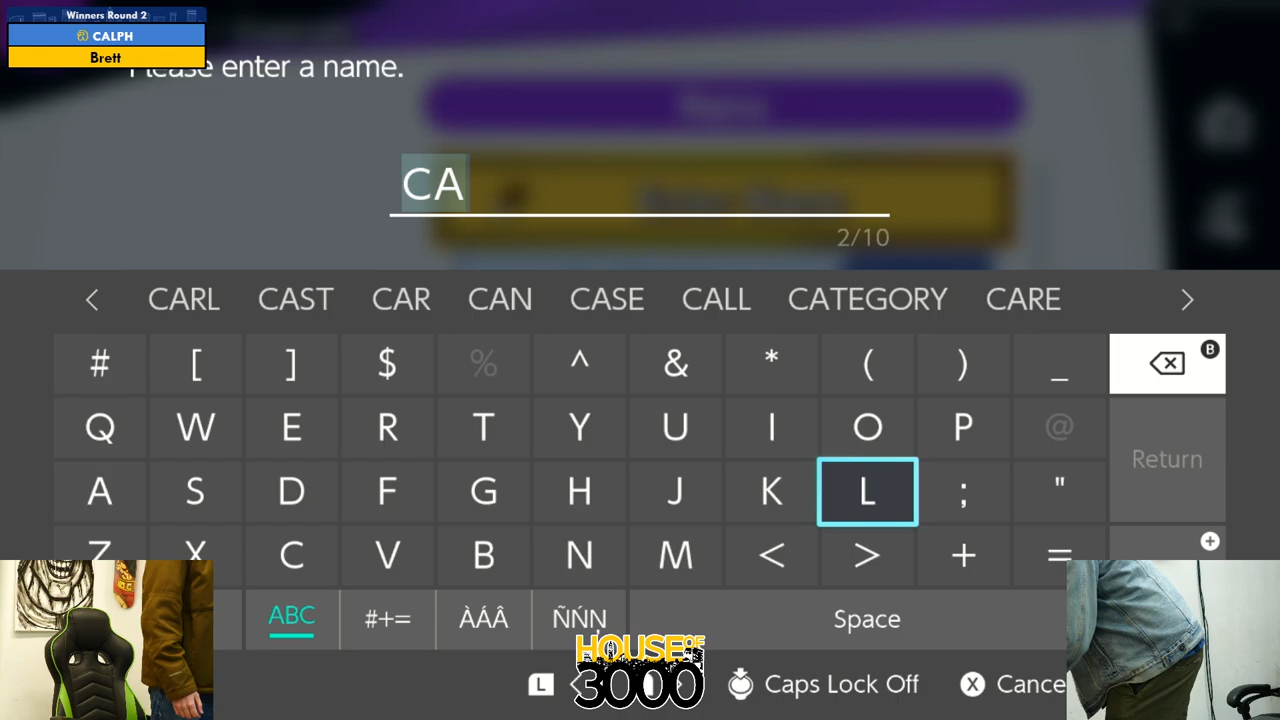 Winners Round 2
CALPH
Brett
Please enter a name.
CA
2/10
< CARL CAST CAR CAN CASE CALL CATEGORY CARE >
# [ ] $ % ^ & * ( ) _ B
Q W E R T Y U I O P @
Return
A S D F G H J K L ; "
Z X C V B N M < > + = +
ABC #+= ÀÁÂ Space
HOUSE OF
3000
L Caps Lock Off X Cance